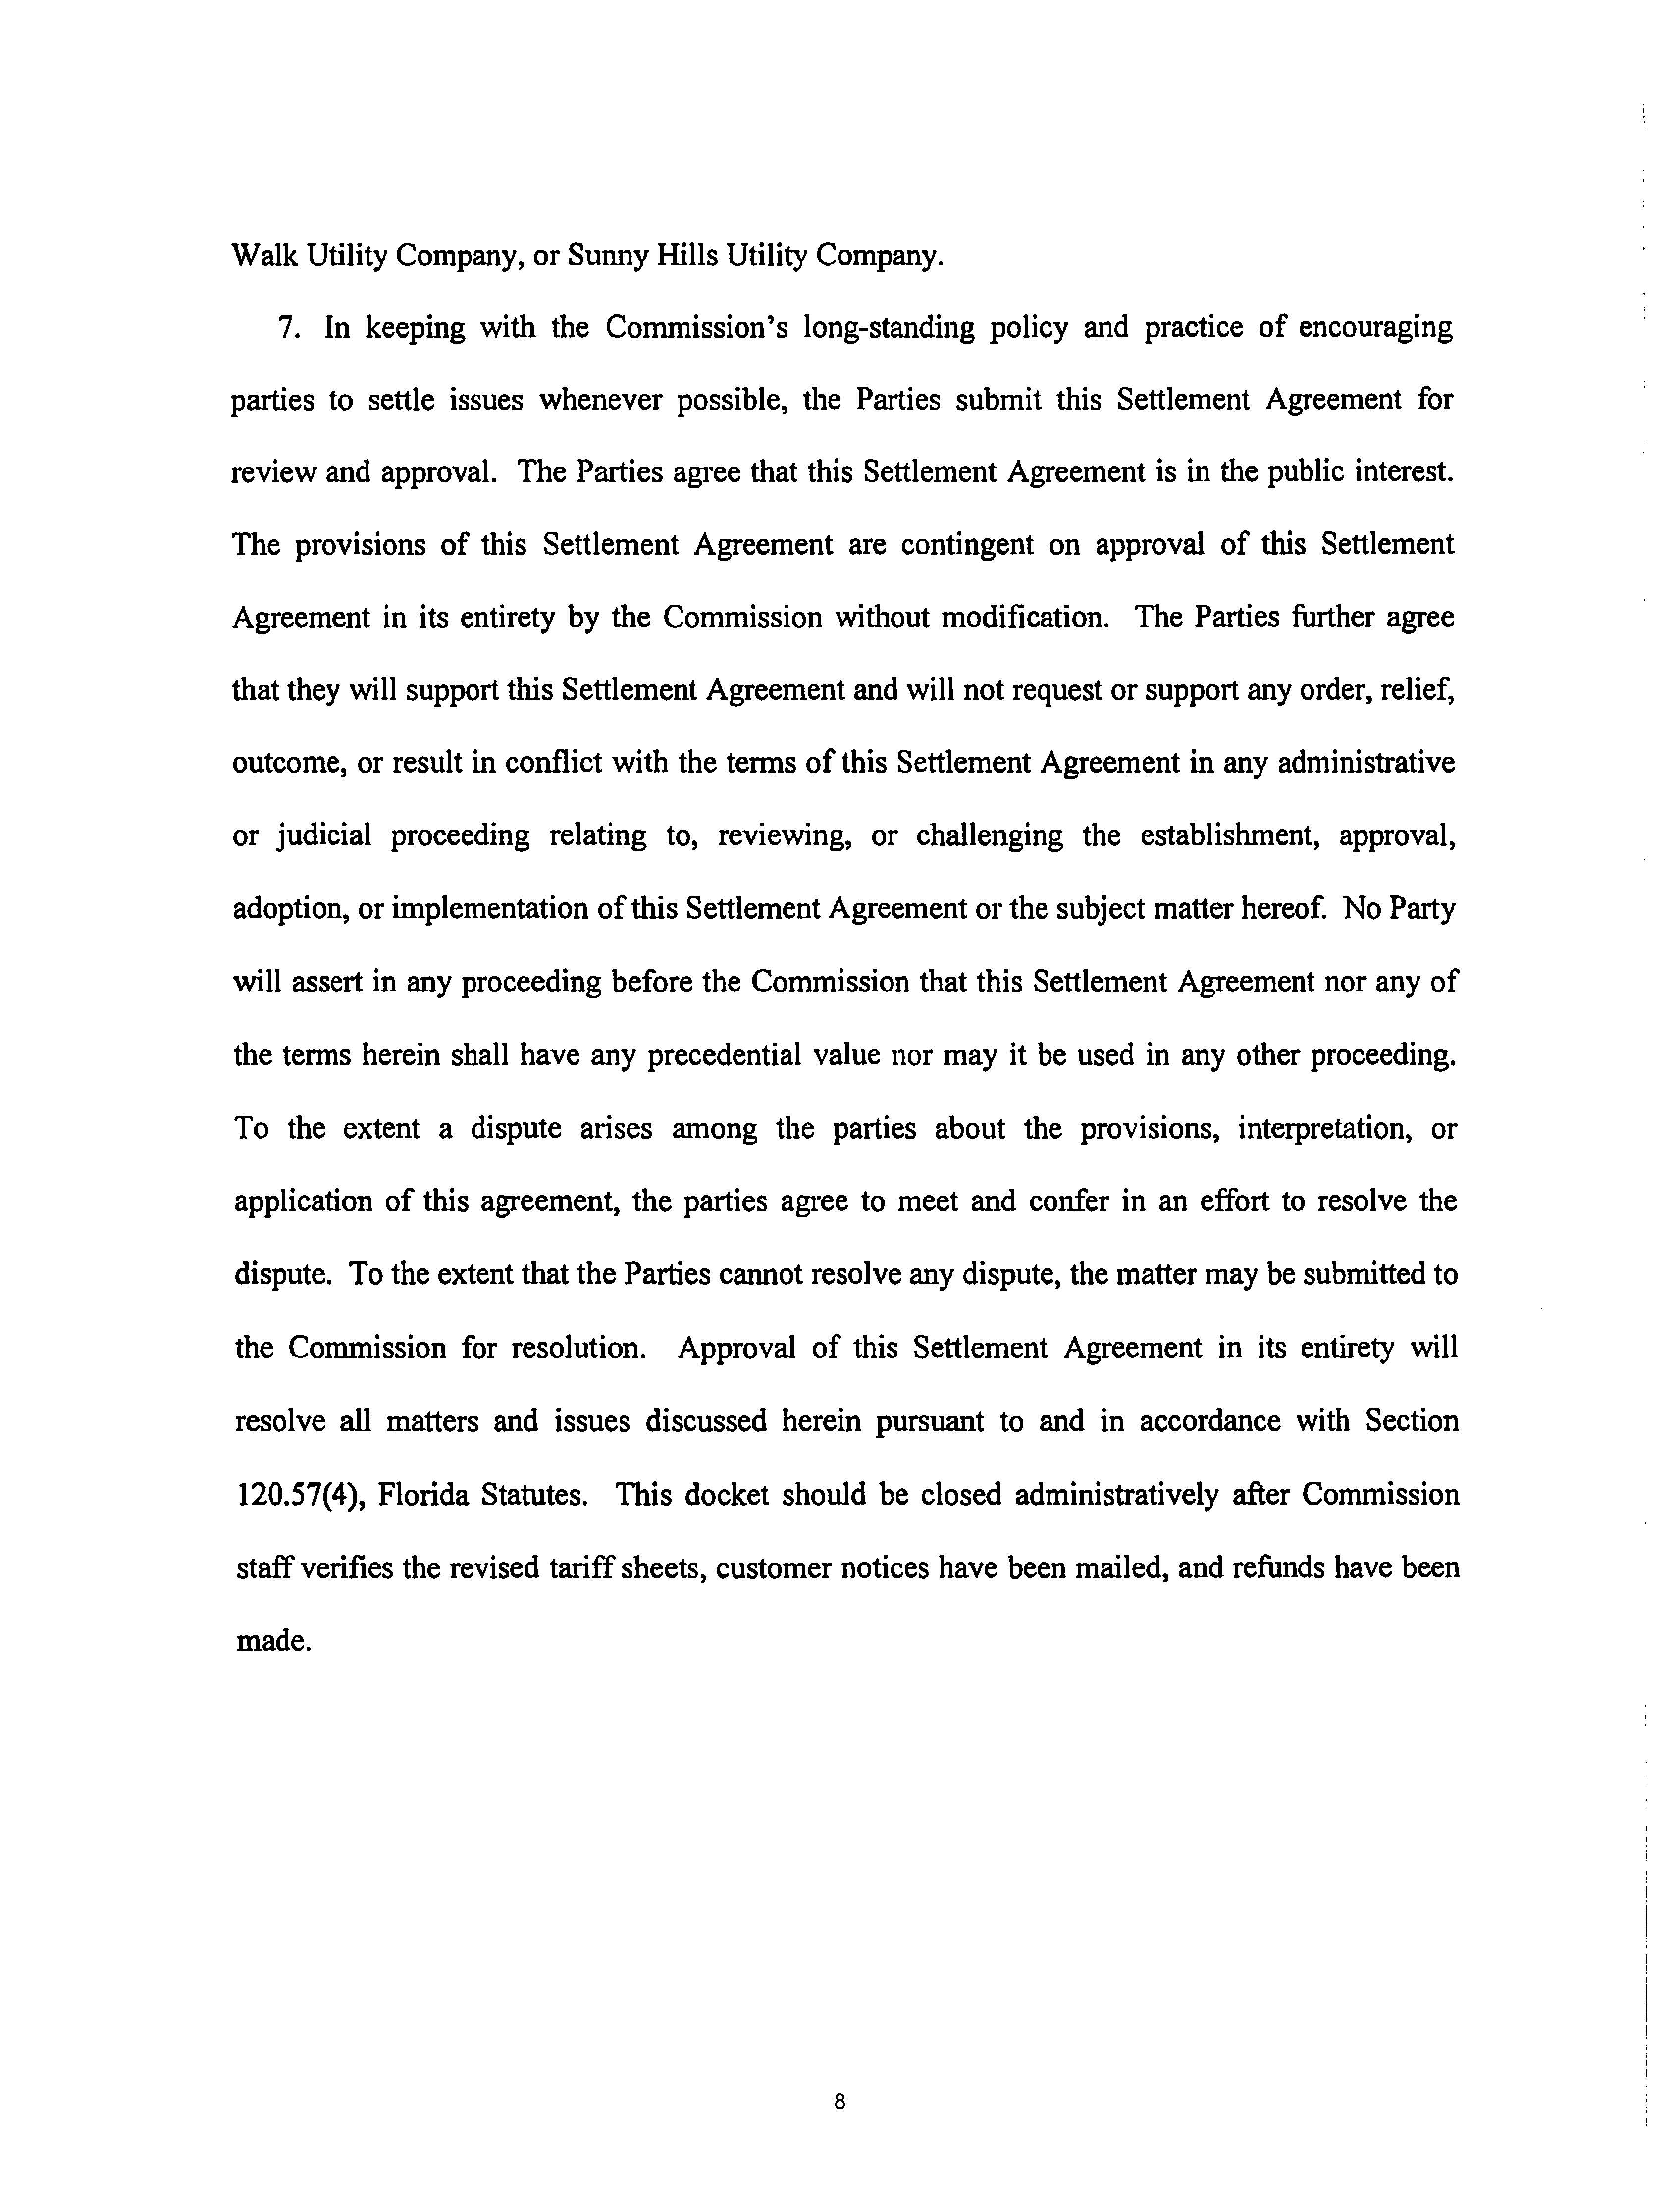 Walk Utility Company, or Sunny Hills Utility Company.
7. In keeping with the Commission's long-standing policy and practice of encouraging
parties to settle issues whenever possible, the Parties submit this Settlement Agreement for
review and approval. The Parties agree that this Settlement Agreement is in the public interest.
The provisions of this Settlement Agreement are contingent on approval of this Settlement
Agreement in its entirety by the Commission without modification. The Parties further agree
that they will support this Settlement Agreement and will not request or support any order, relief,
outcome, or result in conflict with the terms of this Settlement Agreement in any administrative
or judicial proceeding relating to, reviewing, or challenging the establishment, approval,
adoption, or implementation of this Settlement Agreement or the subject matter hereof. No Party
will assert in any proceeding before the Commission that this Settlement Agreement nor any of
the terms herein shall have any precedential value nor may it be used in any other proceeding.
To the extent a dispute arises among the parties about the provisions, interpretation, or
application of this agreement, the parties agree to meet and confer in an effort to resolve the
dispute. To the extent that the Parties cannot resolve any dispute, the matter may be submitted to
the Commission for resolution. Approval of this Settlement Agreement in its entirety will
resolve all matters and issues discussed herein pursuant to and in accordance with Section
120.57(4), Florida Statutes. This docket should be closed administratively after Commission
staff verifies the revised tariff sheets, customer notices have been mailed, and refunds have been
made.
8